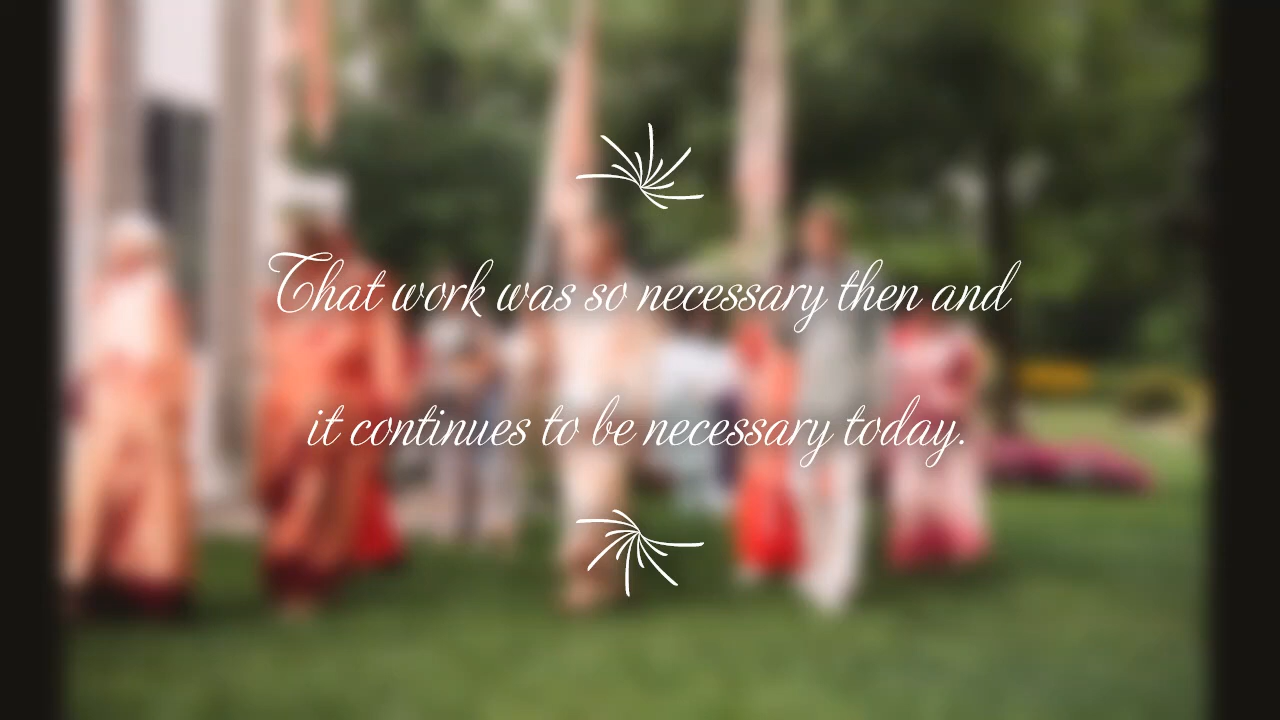 That work was so necessary then and
it continues to be necessary today.